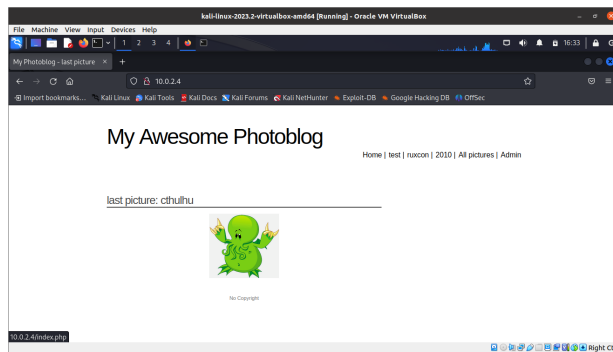 kali-linux-2023.2-virtualbox-amd64 [Running] - Oracle VM VirtualBox
File Machine View Input Devices Help
1 2 3 4
16:33
My Photoblog - last picture
10.0.2.4
Import bookmarks... Kali Linux Kali Tools Kali Docs Kali Forums Kali NetHunter Exploit-DB Google Hacking DB OffSec
My Awesome Photoblog
Home | test | ruxcon | 2010 | All pictures | Admin
last picture: cthulhu
No Copyright
10.0.2.4/index.php
Right Ct